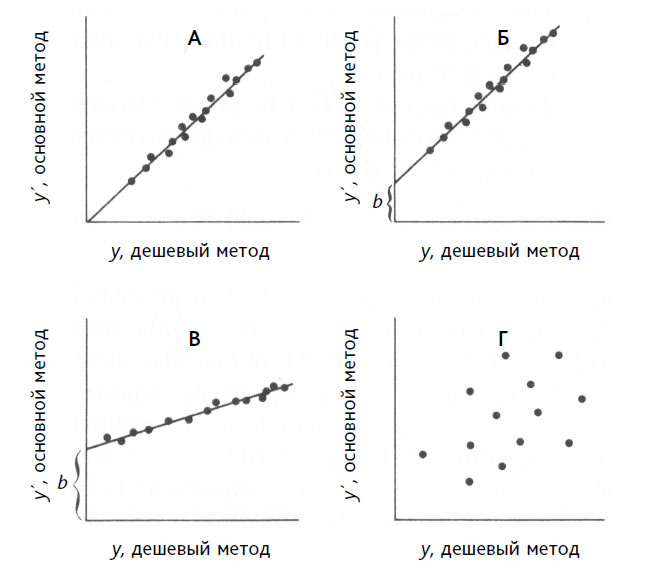 А
y′, основной метод
y, дешевый метод
Б
y′, основной метод
b
y, дешевый метод
В
y′, основной метод
b
y, дешевый метод
Г
y′, основной метод
y, дешевый метод